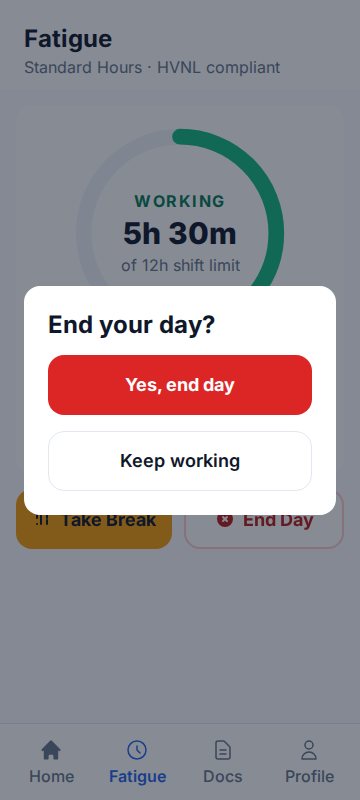 Fatigue
Standard Hours · HVNL compliant
WORKING
5h 30m
of 12h shift limit
End your day?
Yes, end day
Keep working
Take Break
End Day
Home
Fatigue
Docs
Profile